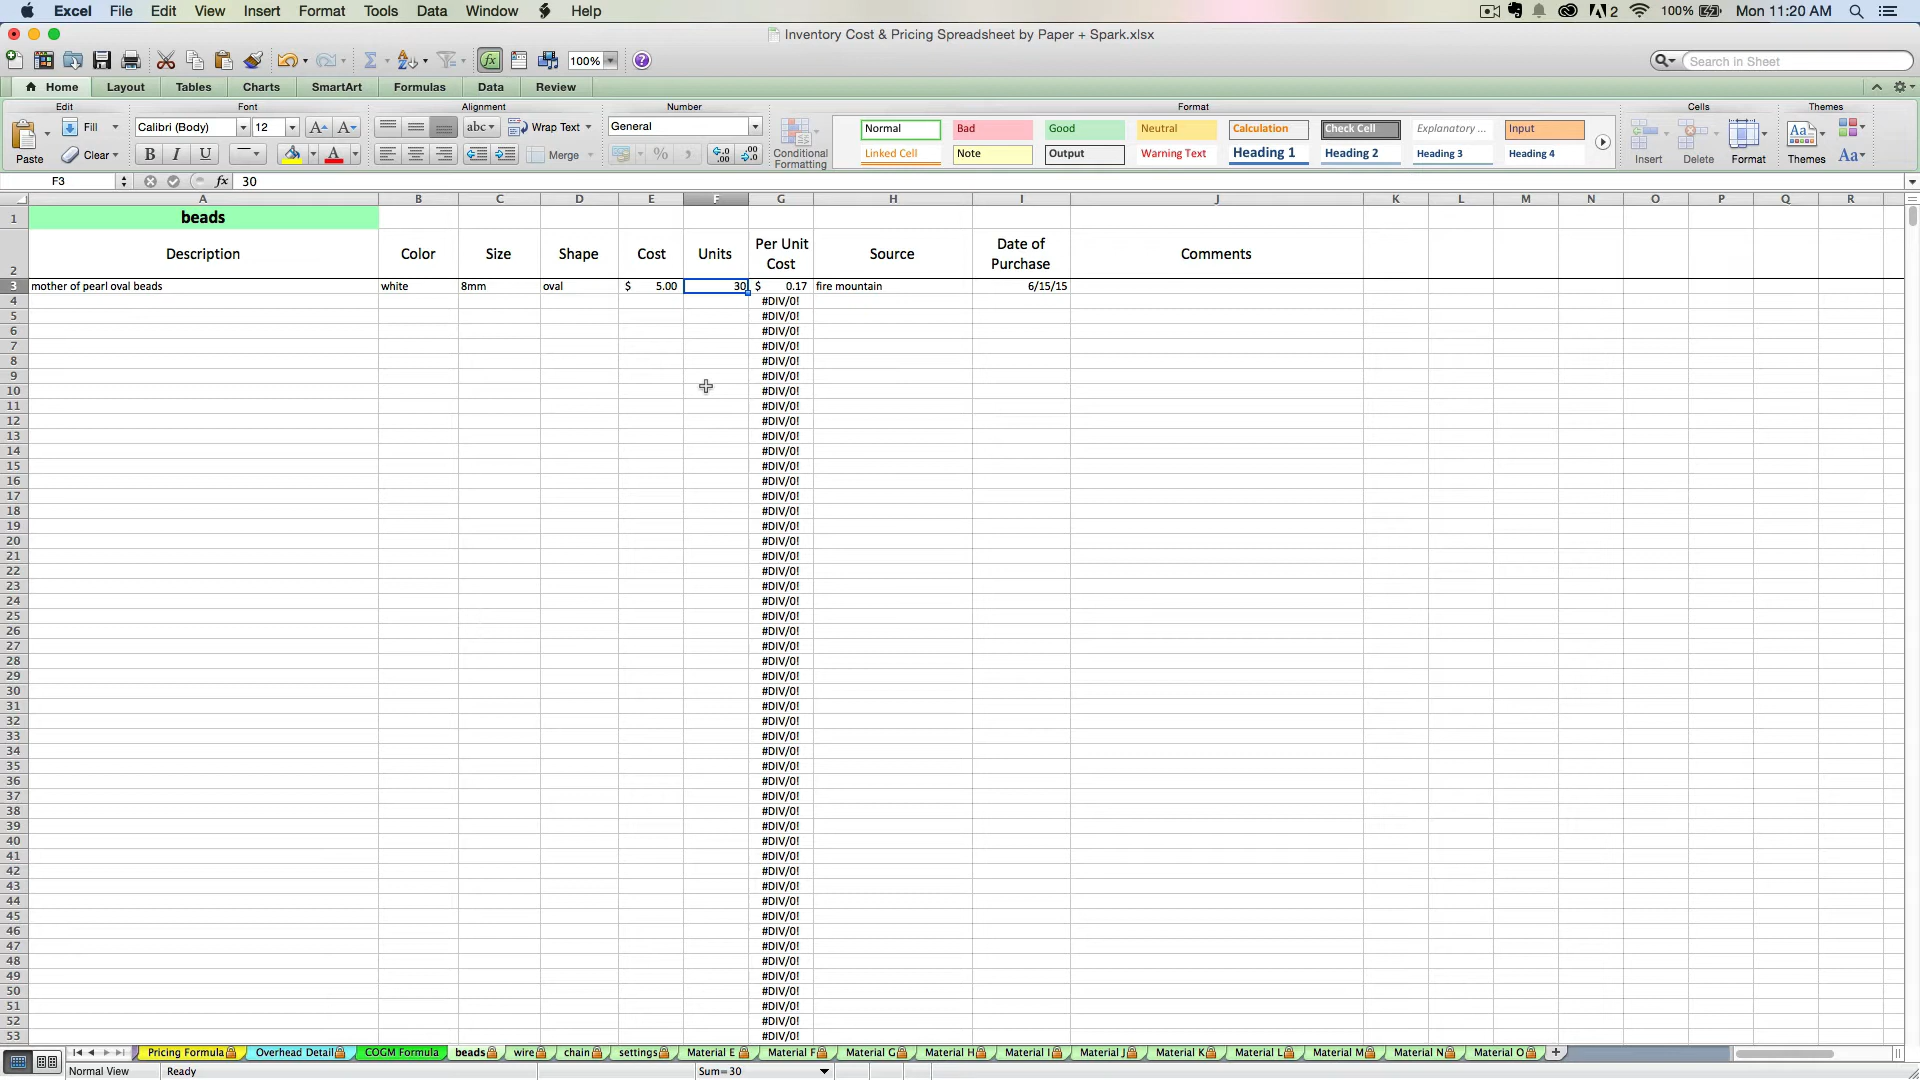 Excel File Edit View Insert Format Tools Data Window Help 2 100% Mon 11:20 AM
Inventory Cost & Pricing Spreadsheet by Paper + Spark.xlsx
100% Search in Sheet
Home Layout Tables Charts SmartArt Formulas Data Review
Edit Font Alignment Number Format Cells Themes
Fill Calibri (Body) 12 abc Wrap Text General Normal Bad Good Neutral Calculation Check Cell Explanatory ... Input
Paste Clear B I U A Merge % Conditional Formatting Linked Cell Note Output Warning Text Heading 1 Heading 2 Heading 3 Heading 4 Insert Delete Format Themes Aa
F3 fx 30
A B C D E F G H I J K L M N O P Q R
1 beads
2 Description Color Size Shape Cost Units Per Unit Cost Source Date of Purchase Comments
3 mother of pearl oval beads white 8mm oval $ 5.00 30 $ 0.17 fire mountain 6/15/15
4 #DIV/0!
5 #DIV/0!
6 #DIV/0!
7 #DIV/0!
8 #DIV/0!
9 #DIV/0!
10 #DIV/0!
11 #DIV/0!
12 #DIV/0!
13 #DIV/0!
14 #DIV/0!
15 #DIV/0!
16 #DIV/0!
17 #DIV/0!
18 #DIV/0!
19 #DIV/0!
20 #DIV/0!
21 #DIV/0!
22 #DIV/0!
23 #DIV/0!
24 #DIV/0!
25 #DIV/0!
26 #DIV/0!
27 #DIV/0!
28 #DIV/0!
29 #DIV/0!
30 #DIV/0!
31 #DIV/0!
32 #DIV/0!
33 #DIV/0!
34 #DIV/0!
35 #DIV/0!
36 #DIV/0!
37 #DIV/0!
38 #DIV/0!
39 #DIV/0!
40 #DIV/0!
41 #DIV/0!
42 #DIV/0!
43 #DIV/0!
44 #DIV/0!
45 #DIV/0!
46 #DIV/0!
47 #DIV/0!
48 #DIV/0!
49 #DIV/0!
50 #DIV/0!
51 #DIV/0!
52 #DIV/0!
53 #DIV/0!
Pricing Formula Overhead Detail COGM Formula beads wire chain settings Material E Material F Material G Material H Material I Material J Material K Material L Material M Material N Material O
Normal View Ready Sum=30